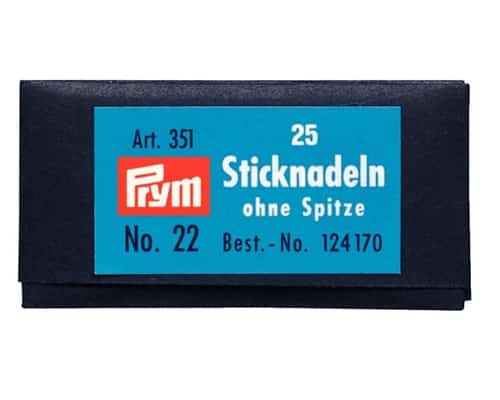 Art. 351
25
Prym
Sticknadeln
ohne Spitze
No. 22
Best.-No. 124170